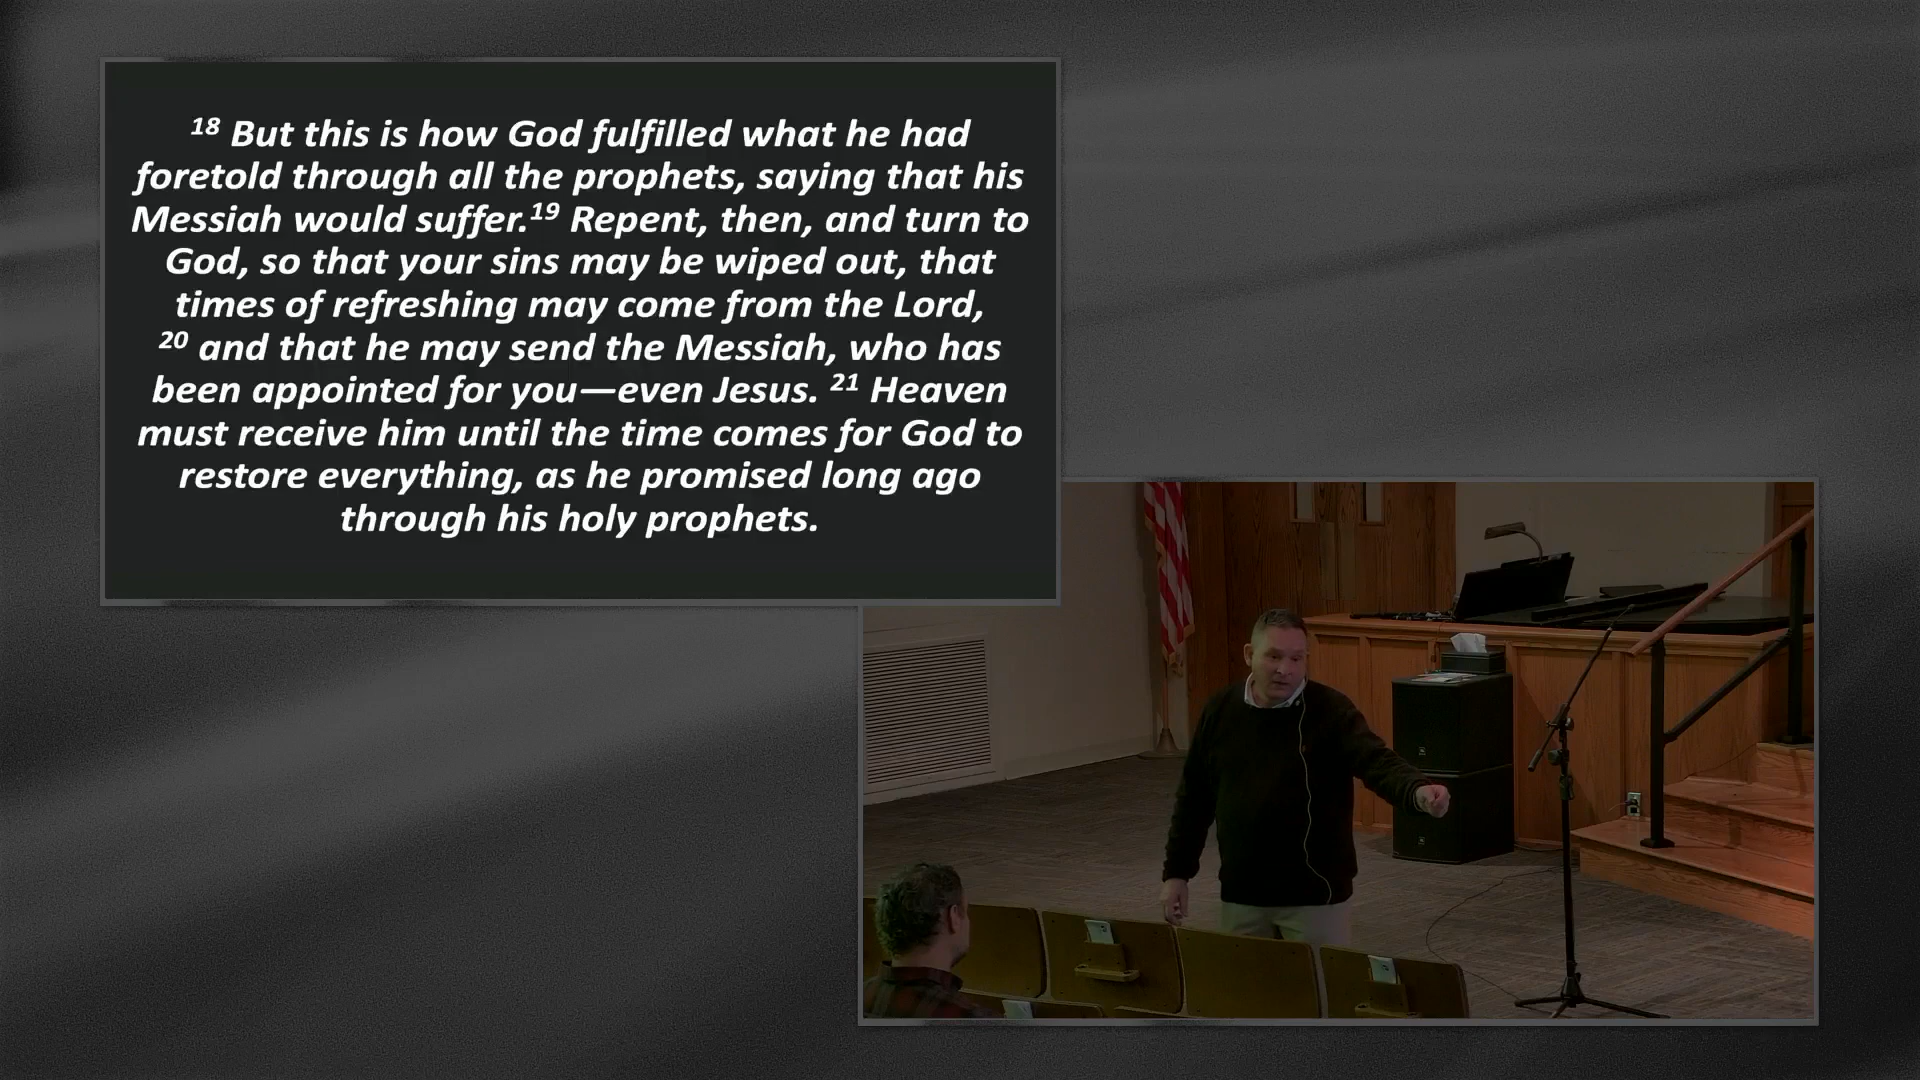 18 But this is how God fulfilled what he had
foretold through all the prophets, saying that his
Messiah would suffer.19 Repent, then, and turn to
God, so that your sins may be wiped out, that
times of refreshing may come from the Lord,
20 and that he may send the Messiah, who has
been appointed for you—even Jesus. 21 Heaven
must receive him until the time comes for God to
restore everything, as he promised long ago
through his holy prophets.